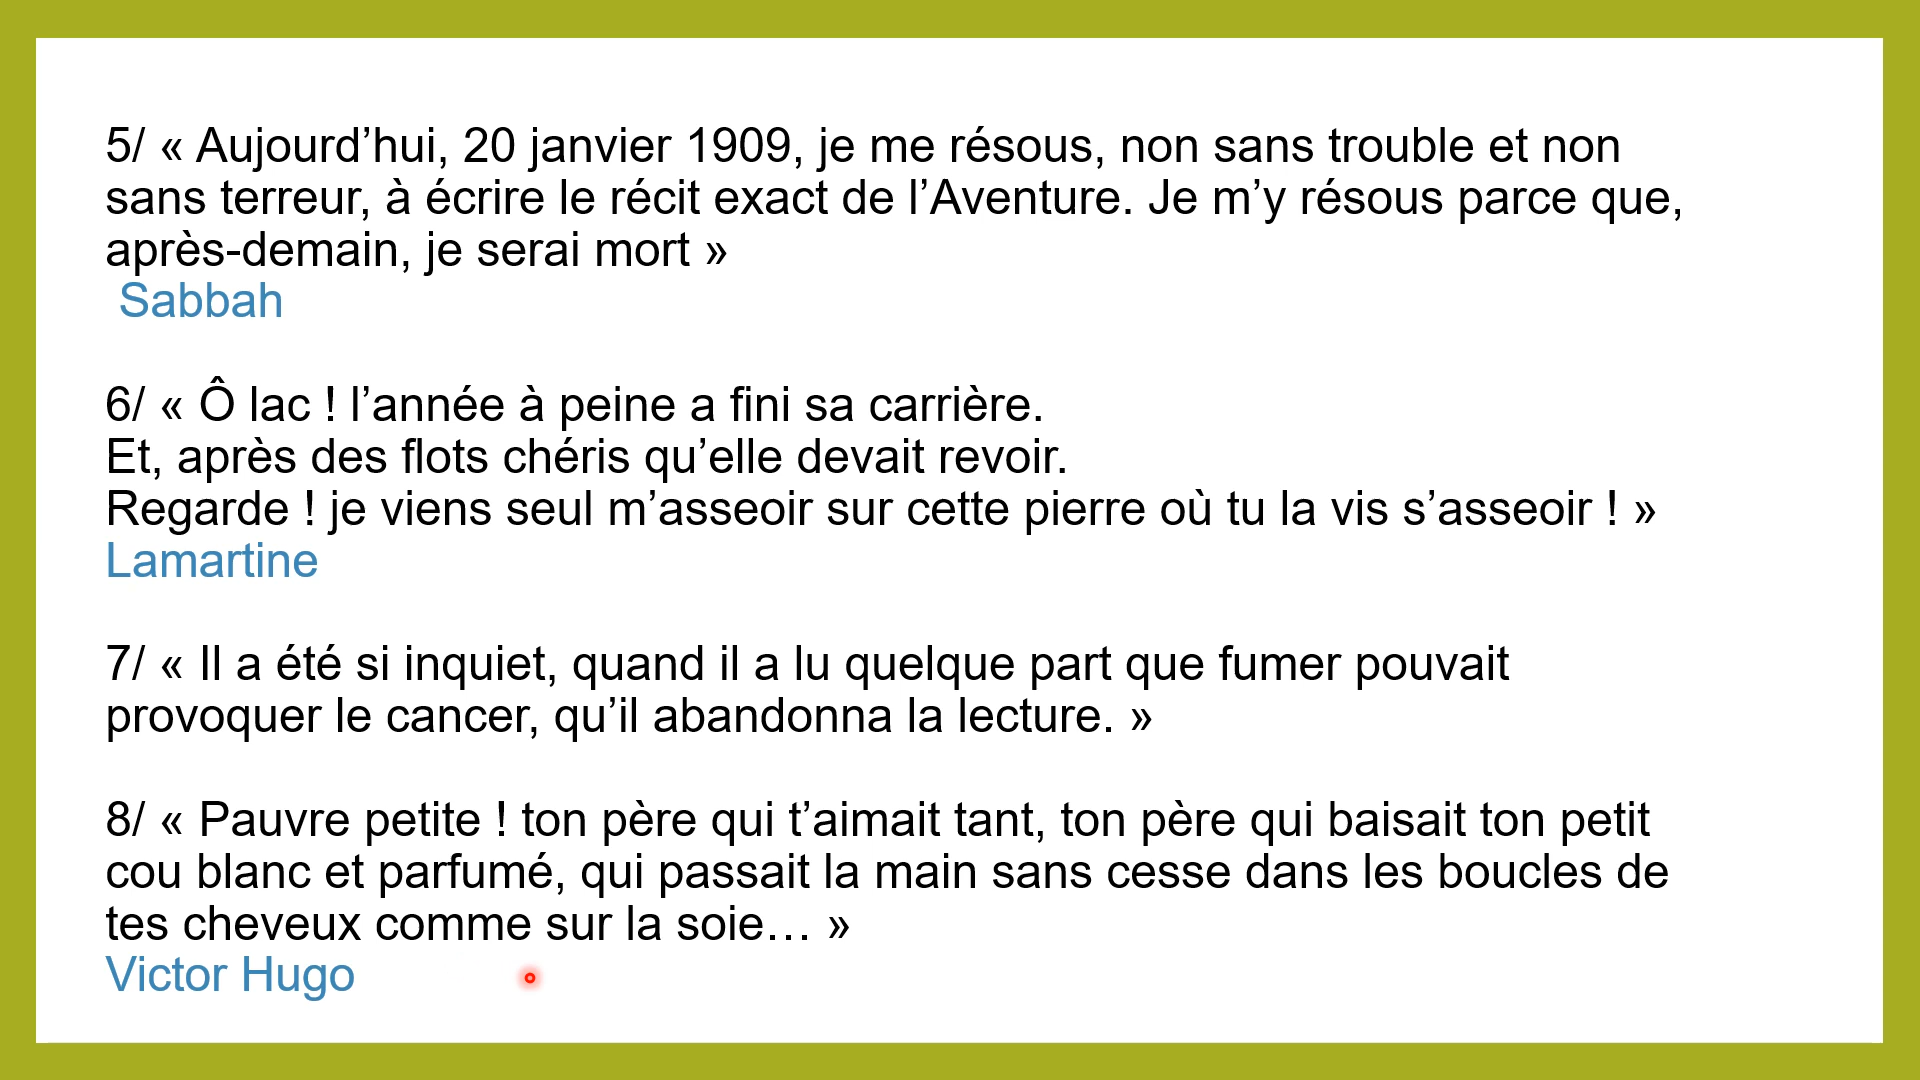 5/ « Aujourd’hui, 20 janvier 1909, je me résous, non sans trouble et non
sans terreur, à écrire le récit exact de l’Aventure. Je m’y résous parce que,
après-demain, je serai mort »
Sabbah
6/ « Ô lac ! l’année à peine a fini sa carrière.
Et, après des flots chéris qu’elle devait revoir.
Regarde ! je viens seul m’asseoir sur cette pierre où tu la vis s’asseoir ! »
Lamartine
7/ « Il a été si inquiet, quand il a lu quelque part que fumer pouvait
provoquer le cancer, qu’il abandonna la lecture. »
8/ « Pauvre petite ! ton père qui t’aimait tant, ton père qui baisait ton petit
cou blanc et parfumé, qui passait la main sans cesse dans les boucles de
tes cheveux comme sur la soie… »
Victor Hugo